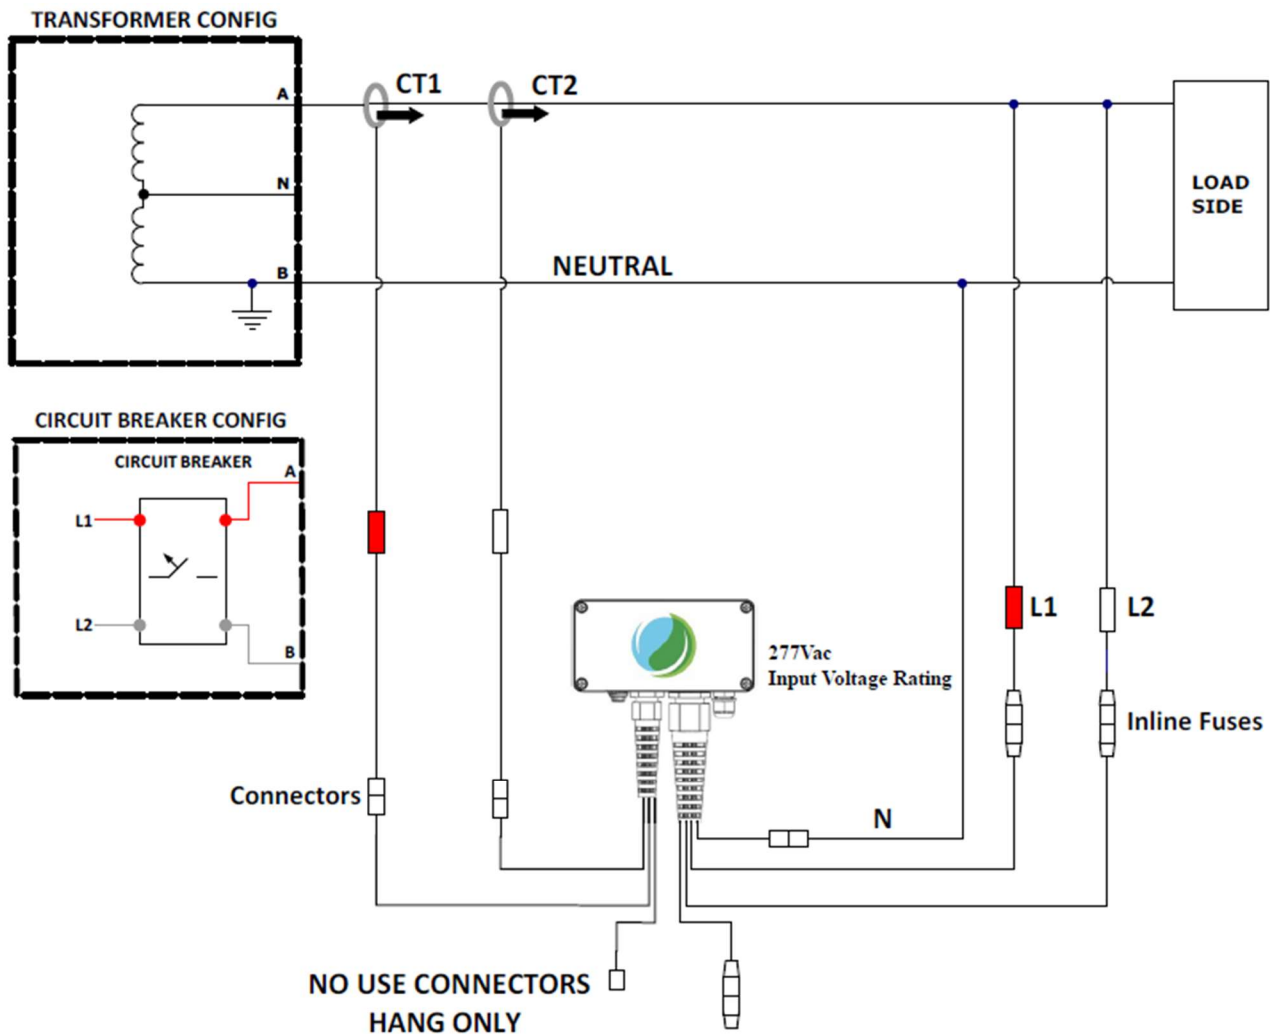 TRANSFORMER CONFIG
A
CT1
CT2
N
LOAD
SIDE
B
NEUTRAL
CIRCUIT BREAKER CONFIG
CIRCUIT BREAKER
A
L1
L2
B
L1
L2
277Vac
Input Voltage Rating
Inline Fuses
Connectors
N
NO USE CONNECTORS
HANG ONLY